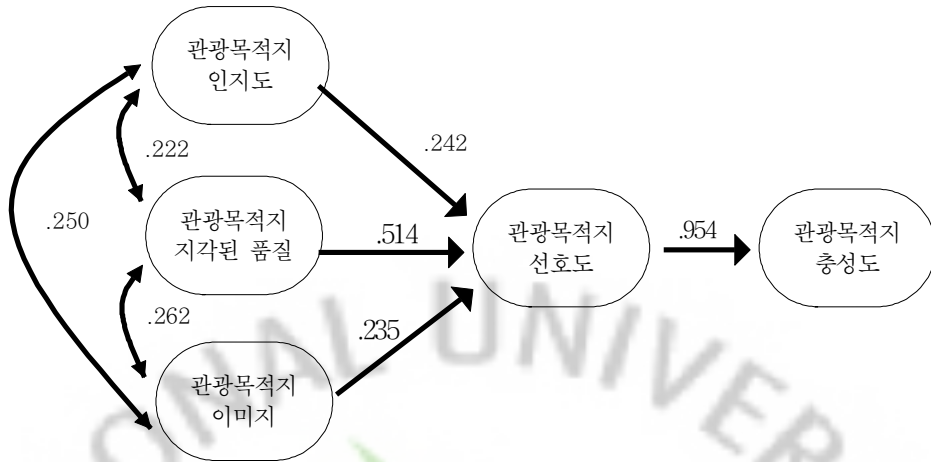 관광목적지
인지도
.222
.242
.250
관광목적지
지각된 품질
.514
관광목적지
선호도
.954
관광목적지
충성도
.262
.235
관광목적지
이미지
ONAL UNIVER